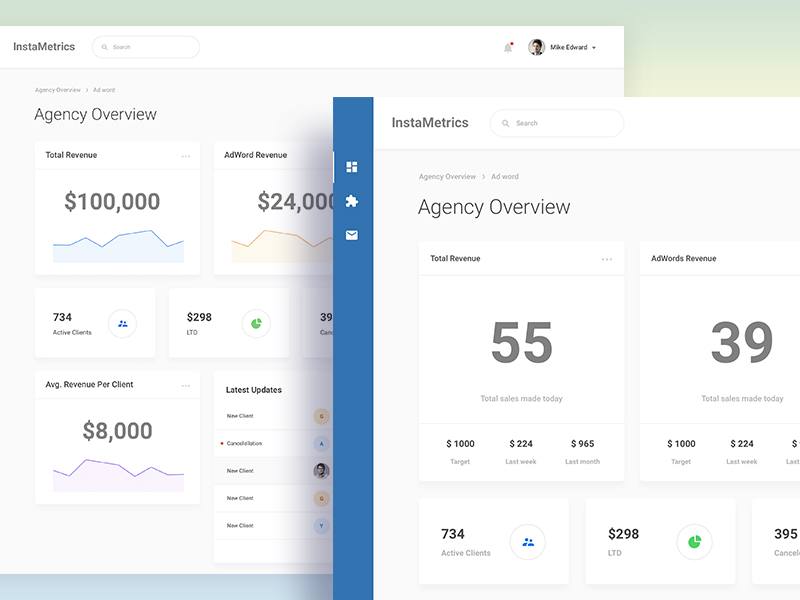 InstaMetrics
Search
Mike Edward
Agency Overview > Ad word
Agency Overview
Total Revenue
$100,000
AdWord Revenue
$24,000
734
Active Clients
$298
LTD
39
Avg. Revenue Per Client
$8,000
Latest Updates
New Client
G
Cancellation
A
New Client
New Client
G
New Client
Y
InstaMetrics
Search
Agency Overview > Ad word
Agency Overview
Total Revenue
55
Total sales made today
$ 1000
Target
$ 224
Last week
$ 965
Last month
AdWords Revenue
39
Total sales made today
$ 1000
Target
$ 224
Last week
Last
734
Active Clients
$298
LTD
395